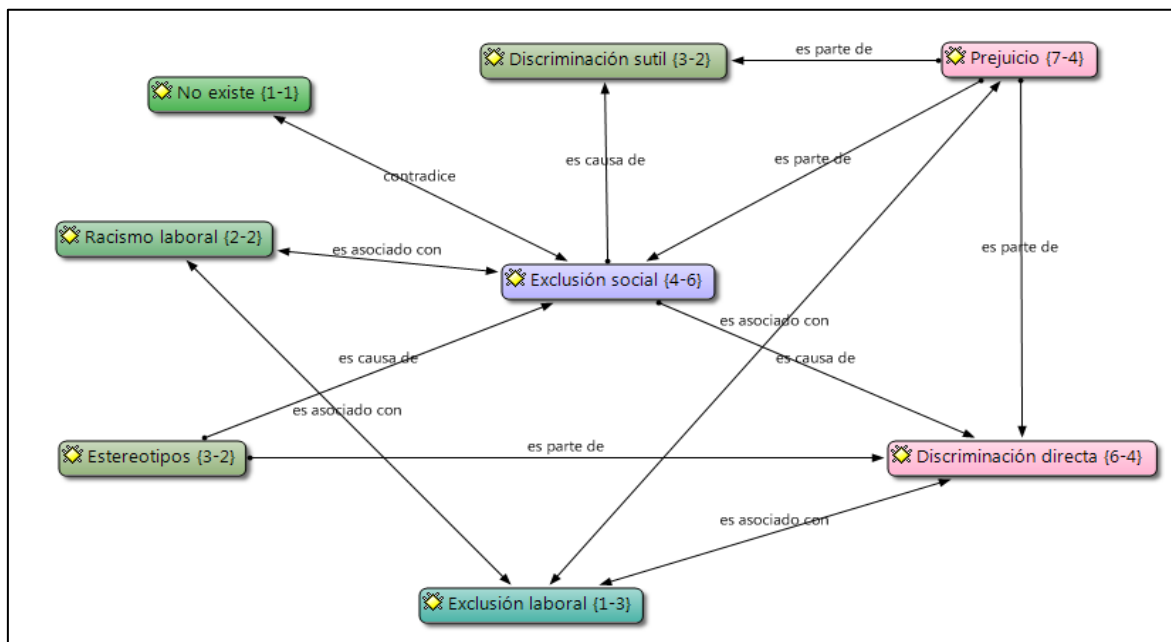 es parte de
Discriminación sutil {3-2}
Prejuicio {7-4}
No existe {1-1}
es causa de
es parte de
contradice
Racismo laboral {2-2}
es asociado con
es parte de
Exclusión social {4-6}
es asociado con
es causa de
es causa de
es asociado con
Estereotipos {3-2}
es parte de
Discriminación directa {6-4}
es asociado con
Exclusión laboral {1-3}